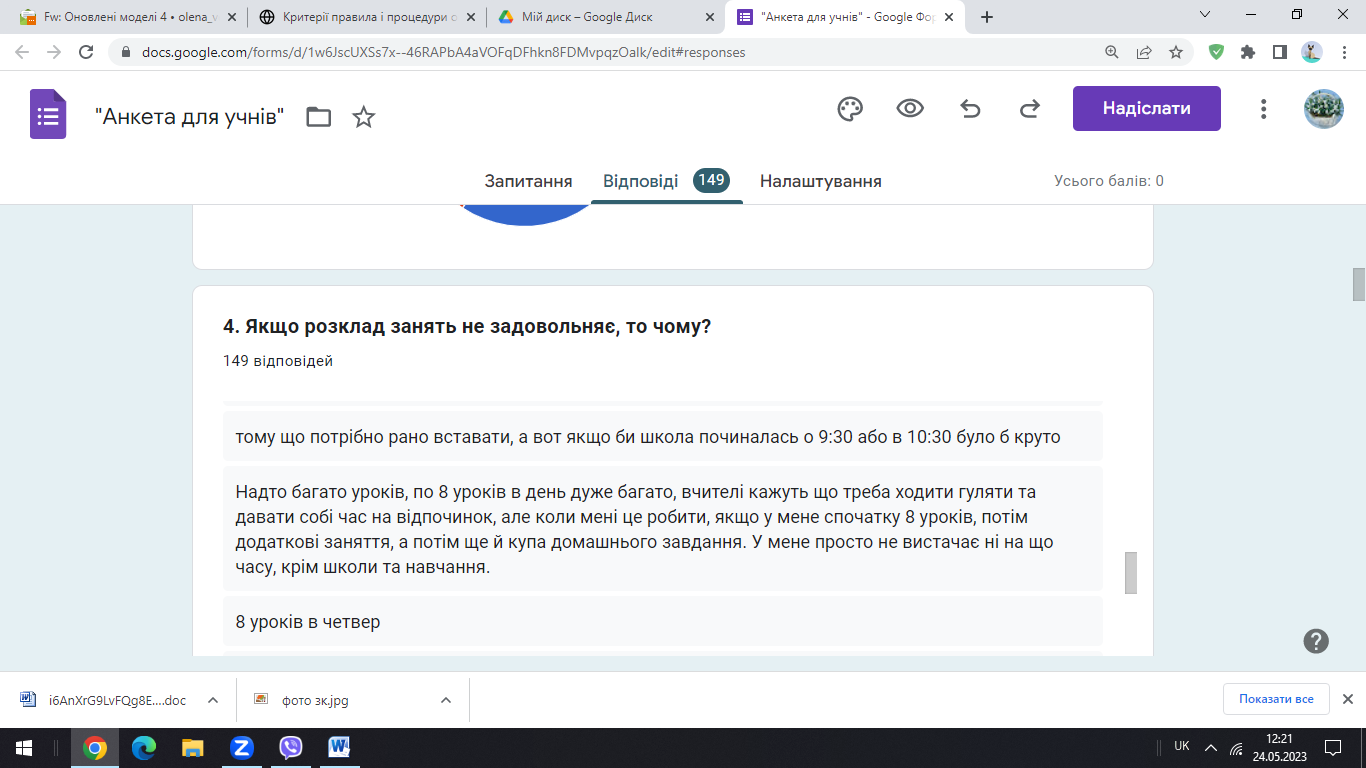 Fw: Оновлені моделі 4 • olena_v
Критерії правила і процедури о
Мій диск – Google Диск
"Анкета для учнів" - Google Фор
docs.google.com/forms/d/1w6JscUXSs7x--46RAPbA4aVOFqDFhkn8FDMvpqzOaIk/edit#responses
"Анкета для учнів"
Надіслати
Запитання
Відповіді 149
Налаштування
Усього балів: 0
4. Якщо розклад занять не задовольняє, то чому?
149 відповідей
тому що потрібно рано вставати, а вот якщо би школа починалась о 9:30 або в 10:30 було б круто
Надто багато уроків, по 8 уроків в день дуже багато, вчителі кажуть що треба ходити гуляти та
давати собі час на відпочинок, але коли мені це робити, якщо у мене спочатку 8 уроків, потім
додаткові заняття, а потім ще й купа домашнього завдання. У мене просто не вистачає ні на що
часу, крім школи та навчання.
8 уроків в четвер
i6AnXrG9LvFQg8E....doc
фото зк.jpg
Показати все
UK
12:21
24.05.2023